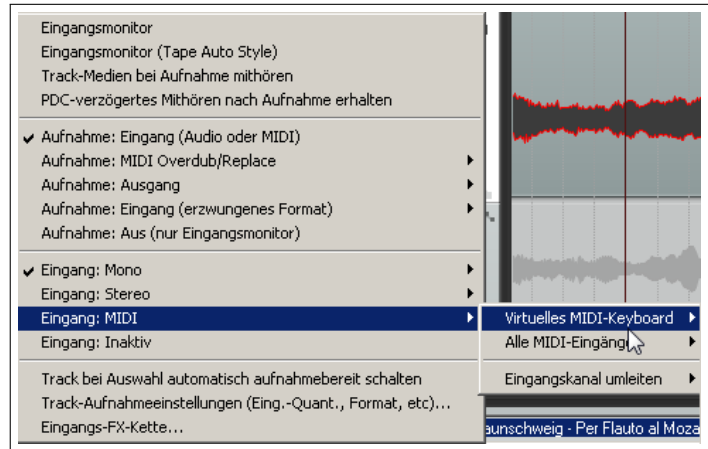 Eingangsmonitor
Eingangsmonitor (Tape Auto Style)
Track-Medien bei Aufnahme mithören
PDC-verzögertes Mithören nach Aufnahme erhalten
Aufnahme: Eingang (Audio oder MIDI)
Aufnahme: MIDI Overdub/Replace
Aufnahme: Ausgang
Aufnahme: Eingang (erzwungenes Format)
Aufnahme: Aus (nur Eingangsmonitor)
Eingang: Mono
Eingang: Stereo
Eingang: MIDI
Eingang: Inaktiv
Track bei Auswahl automatisch aufnahmebereit schalten
Track-Aufnahmeeinstellungen (Eing.-Quant., Format, etc)...
Eingangs-FX-Kette...
Virtuelles MIDI-Keyboard
Alle MIDI-Eingänge
Eingangskanal umleiten
aunschweig - Per Flauto al Moza